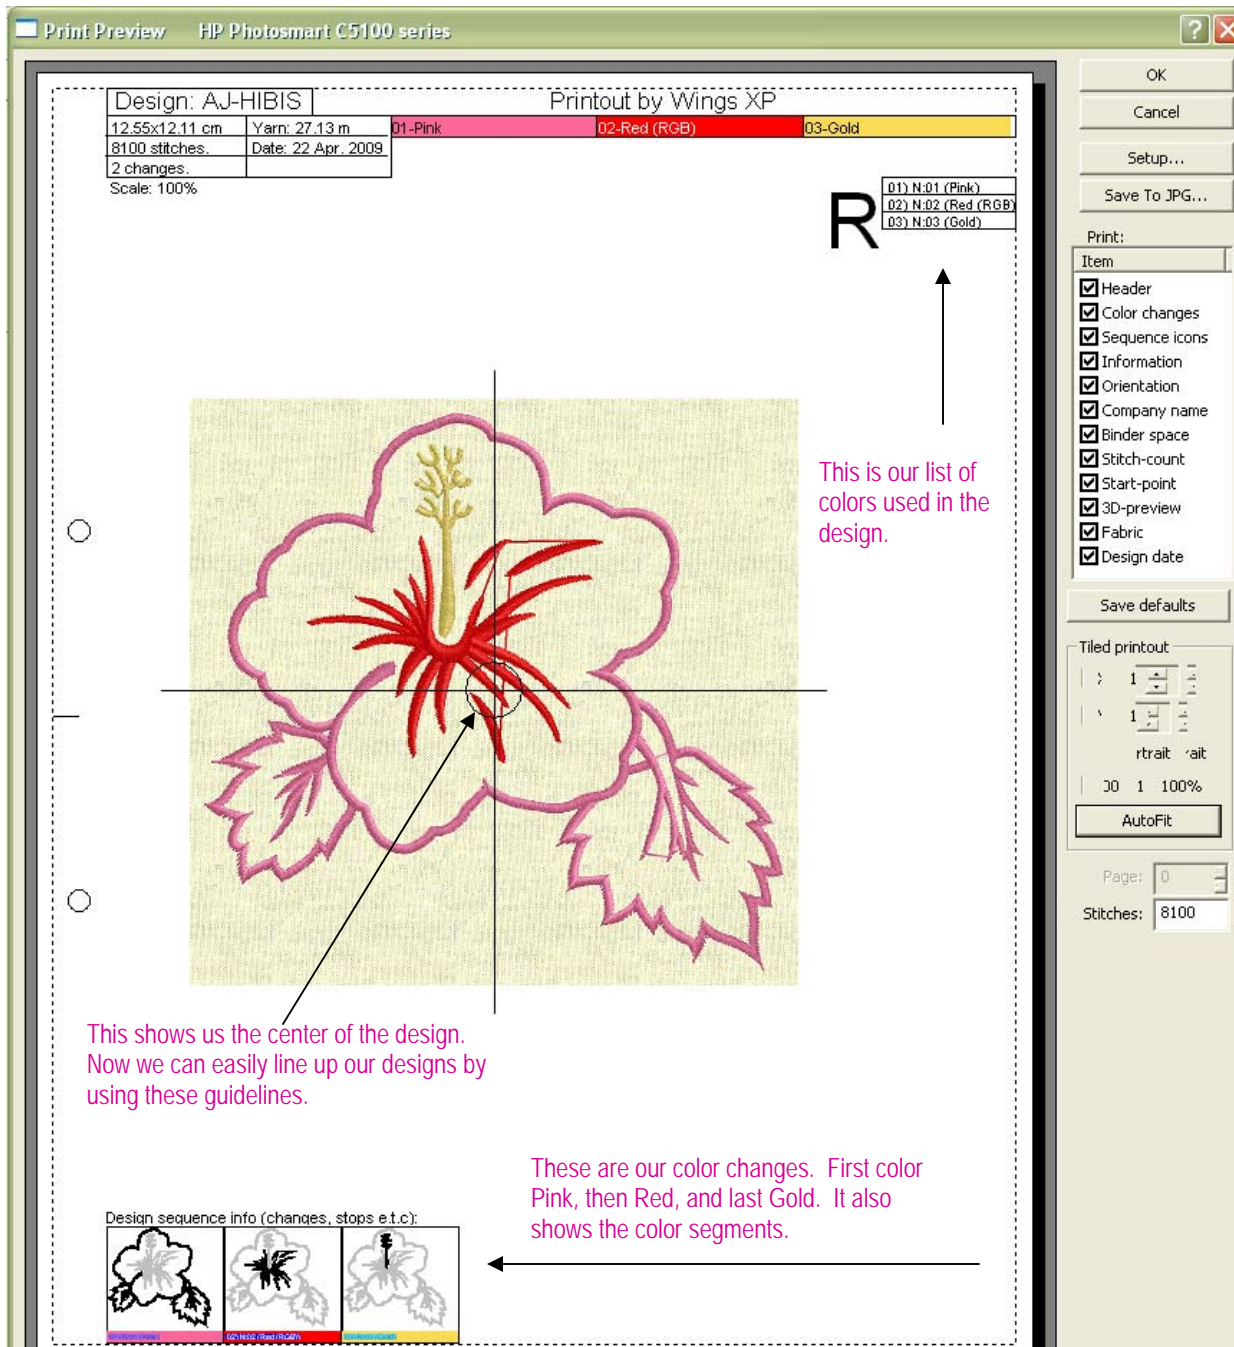 Print Preview HP Photosmart C5100 series
OK
Cancel
Setup...
Save To JPG...
Print:
Item
Header
Color changes
Sequence icons
Information
Orientation
Company name
Binder space
Stitch-count
Start-point
3D-preview
Fabric
Design date
Save defaults
Tiled printout
1
1
rtrait
1 100%
AutoFit
Page: 0
Stitches: 8100
Design: AJ-HIBIS Printout by Wings XP
12.55x12.11 cm Yarn: 27.13 m 01-Pink 02-Red (RGB) 03-Gold
8100 stitches. Date: 22 Apr. 2009
2 changes.
Scale: 100%
R
01) N:01 (Pink)
02) N:02 (Red (RGB)
03) N:03 (Gold)
This is our list of
colors used in the
design.
This shows us the center of the design.
Now we can easily line up our designs by
using these guidelines.
These are our color changes. First color
Pink, then Red, and last Gold. It also
shows the color segments.
Design sequence info (changes, stops e.t.c):
02) N:02 (Red (RGB))